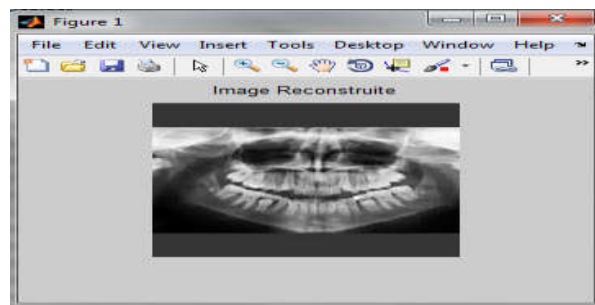 Figure 1
File Edit View Insert Tools Desktop Window Help
Image Reconstruite